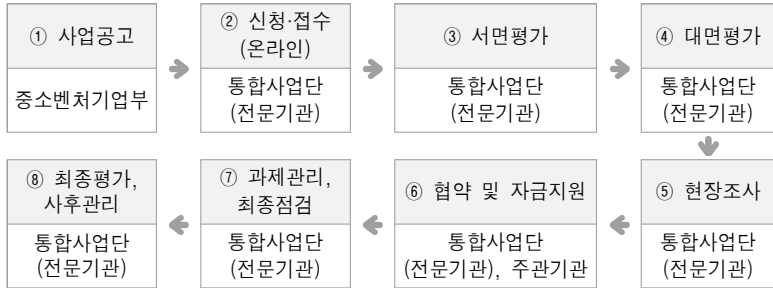 ① 사업공고
중소벤처기업부
② 신청·접수
(온라인)
통합사업단
(전문기관)
③ 서면평가
통합사업단
(전문기관)
④ 대면평가
통합사업단
(전문기관)
⑤ 현장조사
통합사업단
(전문기관)
⑥ 협약 및 자금지원
통합사업단
(전문기관), 주관기관
⑦ 과제관리,
최종점검
통합사업단
(전문기관)
⑧ 최종평가,
사후관리
통합사업단
(전문기관)